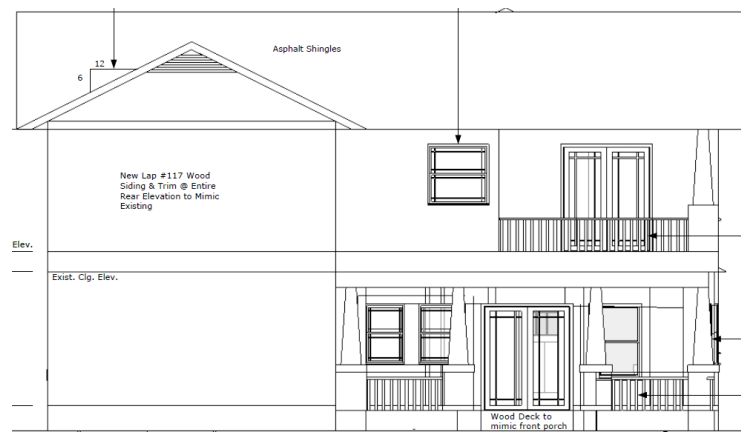 Asphalt Shingles
12
6
New Lap #117 Wood
Siding & Trim @ Entire
Rear Elevation to Mimic
Existing
Elev.
Exist. Clg. Elev.
Wood Deck to
mimic front porch